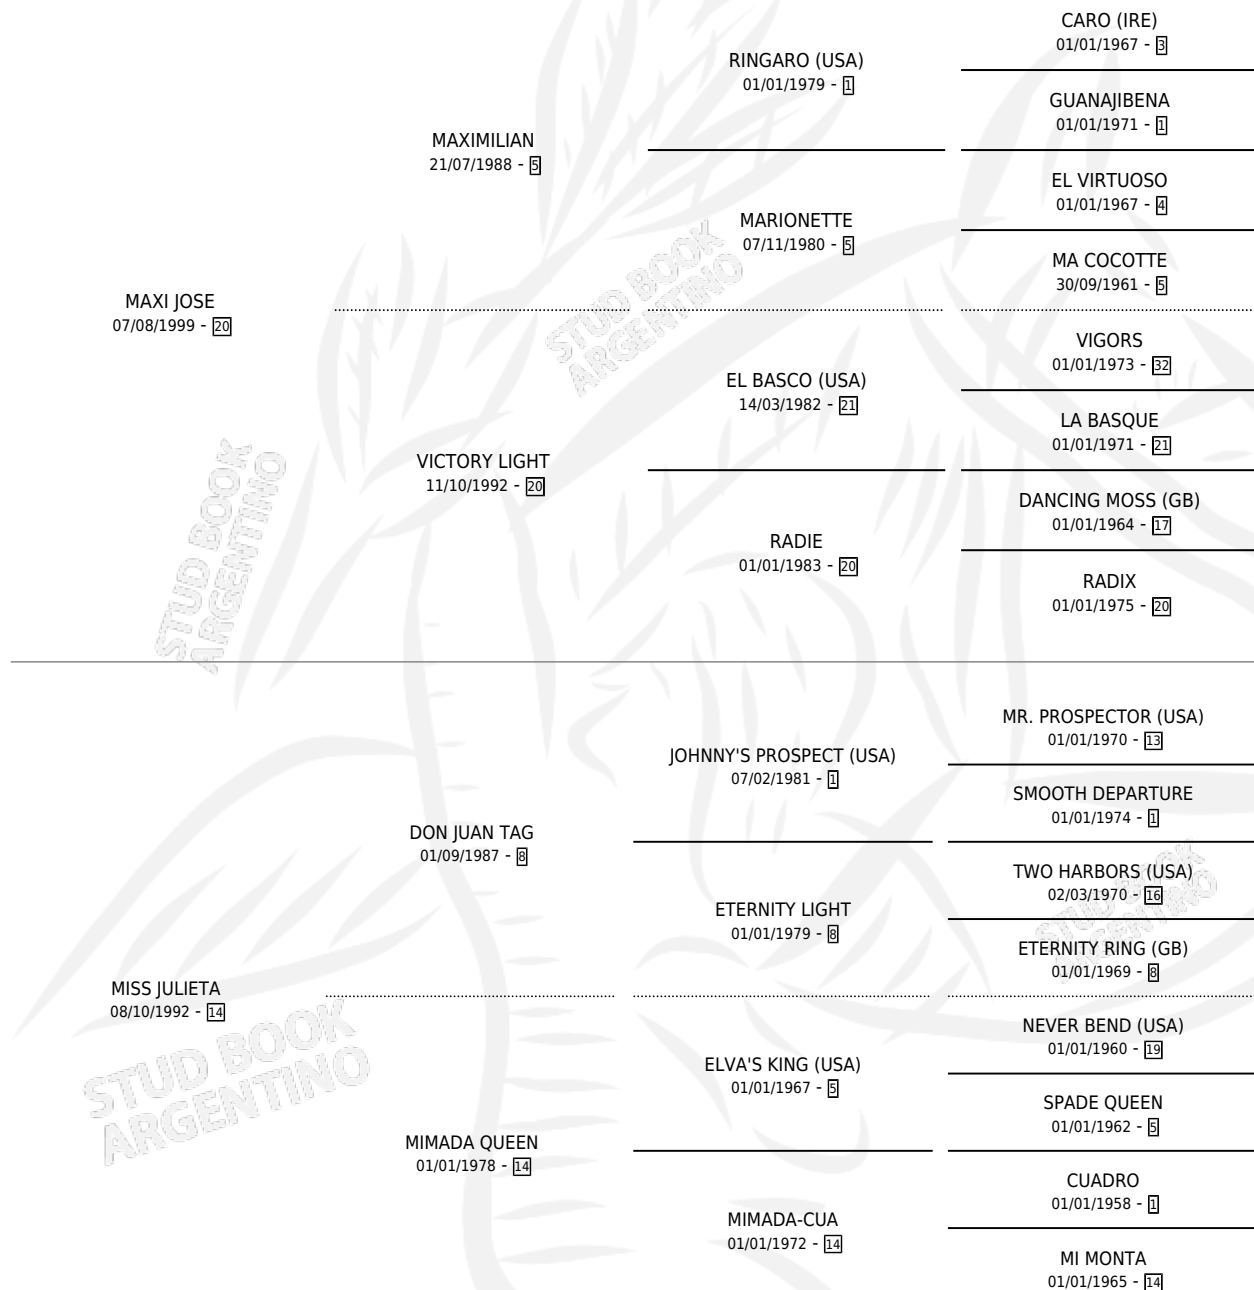 CARO (IRE)
01/01/1967 - 3
RINGARO (USA)
01/01/1979 - 1
GUANAJIBENA
01/01/1971 - 1
MAXIMILIAN
21/07/1988 - 5
EL VIRTUOSO
01/01/1967 - 4
MARIONETTE
07/11/1980 - 5
MA COCOTTE
30/09/1961 - 5
MAXI JOSE
07/08/1999 - 20
VIGORS
01/01/1973 - 32
EL BASCO (USA)
14/03/1982 - 21
LA BASQUE
01/01/1971 - 21
VICTORY LIGHT
11/10/1992 - 20
DANCING MOSS (GB)
01/01/1964 - 17
RADIE
01/01/1983 - 20
RADIX
01/01/1975 - 20
STUD BOOK
ARGENTINO
STUD BOOK
ARGENTINO
MR. PROSPECTOR (USA)
01/01/1970 - 13
JOHNNY'S PROSPECT (USA)
07/02/1981 - 1
SMOOTH DEPARTURE
01/01/1974 - 1
DON JUAN TAG
01/09/1987 - 8
TWO HARBORS (USA)
02/03/1970 - 16
ETERNITY LIGHT
01/01/1979 - 8
ETERNITY RING (GB)
01/01/1969 - 8
MISS JULIETA
08/10/1992 - 14
NEVER BEND (USA)
01/01/1960 - 19
ELVA'S KING (USA)
01/01/1967 - 5
SPADE QUEEN
01/01/1962 - 5
MIMADA QUEEN
01/01/1978 - 14
CUADRO
01/01/1958 - 1
MIMADA-CUA
01/01/1972 - 14
MI MONTA
01/01/1965 - 14
STUD BOOK
ARGENTINO
STUD BOOK
ARGENTINO